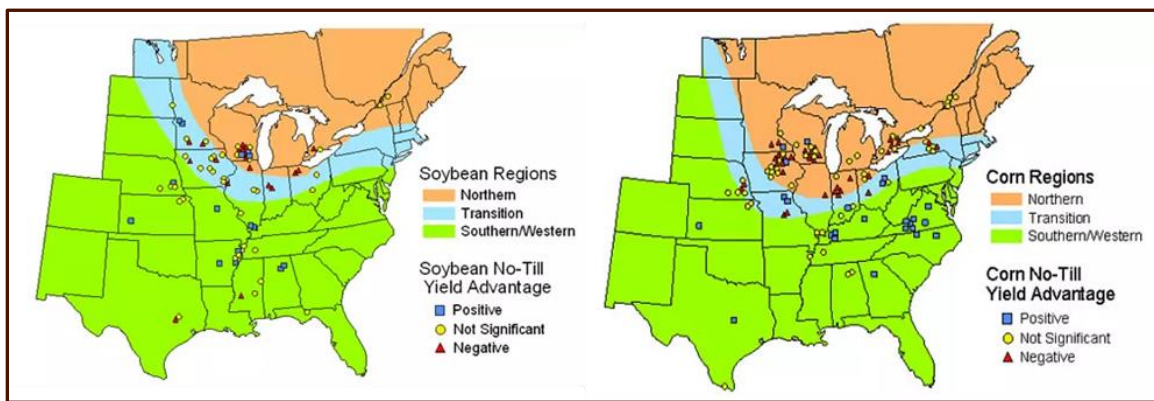 Soybean Regions
Northern
Transition
Southern/Western
Soybean No-Till
Yield Advantage
Positive
Not Significant
Negative
Corn Regions
Northern
Transition
Southern/Western
Corn No-Till
Yield Advantage
Positive
Not Significant
Negative